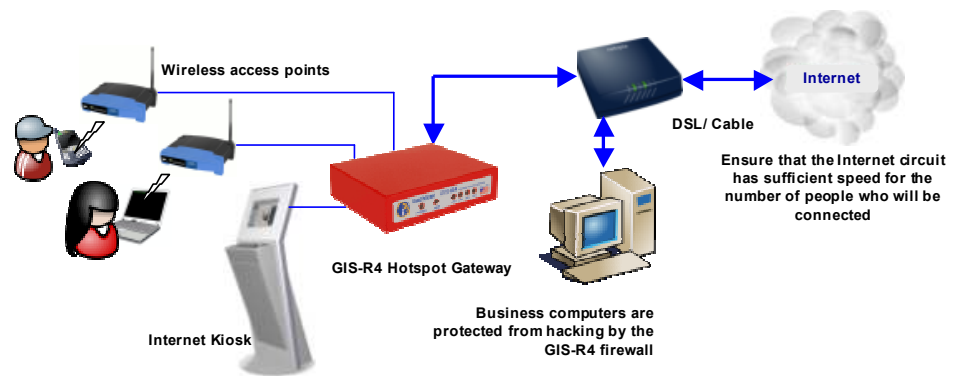 Wireless access points
Internet
DSL/ Cable
Ensure that the Internet circuit
has sufficient speed for the
number of people who will be
connected
GIS-R4 Hotspot Gateway
Internet Kiosk
Business computers are
protected from hacking by the
GIS-R4 firewall